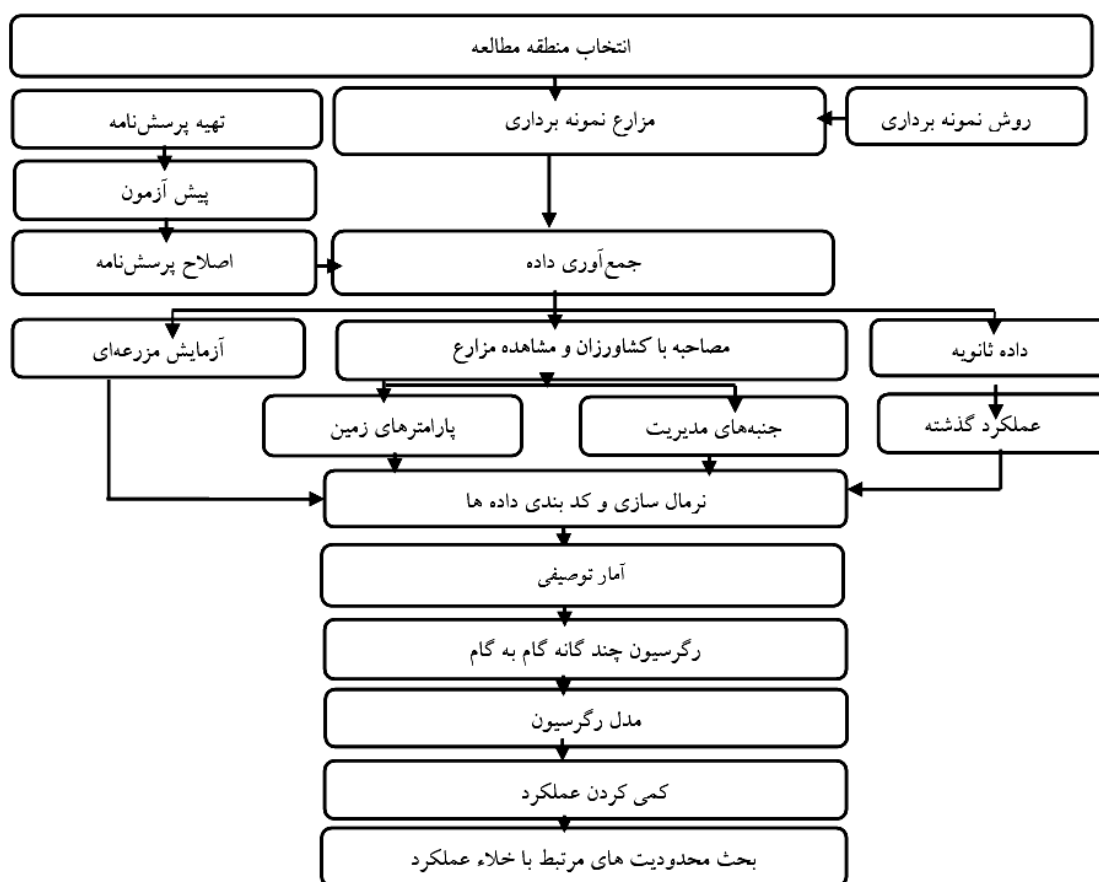 انتخاب منطقه مطالعه
روش نمونه برداری
مزارع نمونه برداری
تهیه پرسش‌نامه
پیش آزمون
جمع‌آوری داده
اصلاح پرسش‌نامه
داده ثانویه
مصاحبه با کشاورزان و مشاهده مزارع
آزمایش مزرعه‌ای
عملکرد گذشته
جنبه‌های مدیریت
پارامترهای زمین
نرمال سازی و کد بندی داده ها
آمار توصیفی
رگرسیون چند گانه گام به گام
مدل رگرسیون
کمی کردن عملکرد
بحث محدودیت های مرتبط با خلاء عملکرد